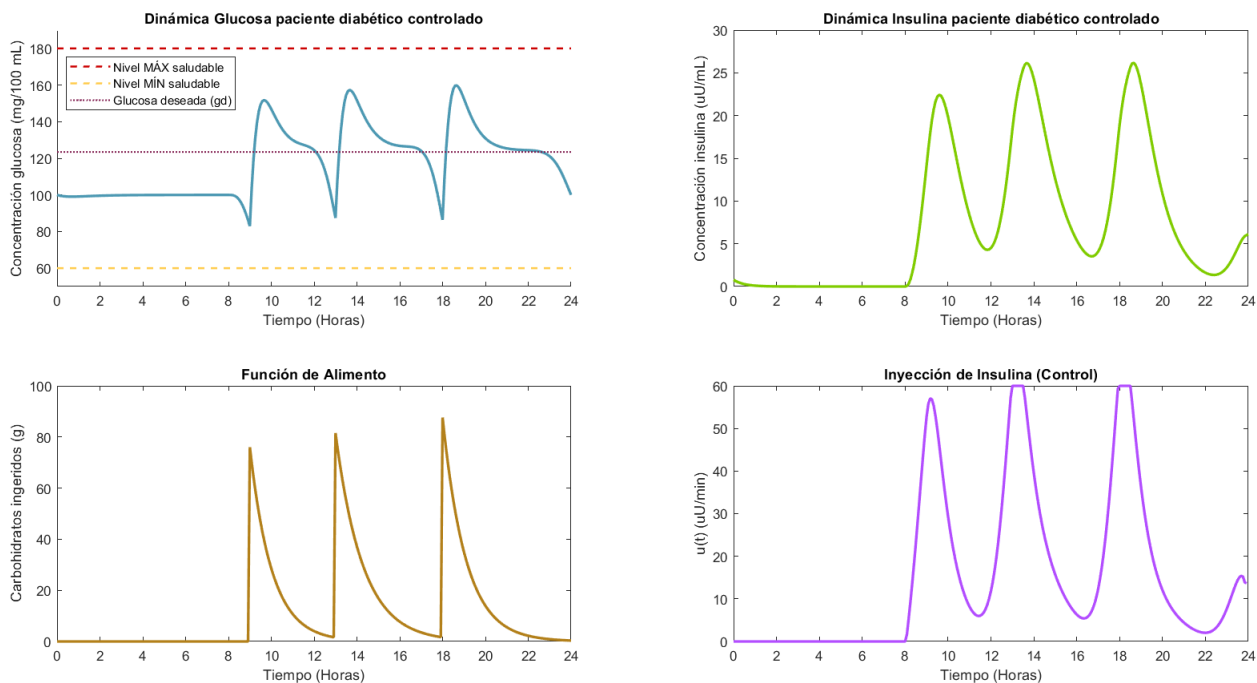 Dinámica Glucosa paciente diabético controlado
Concentración glucosa (mg/100 mL)
180
160
140
120
100
80
60
Nivel MÁX saludable
Nivel MÍN saludable
Glucosa deseada (gd)
0 2 4 6 8 10 12 14 16 18 20 22 24
Tiempo (Horas)
Dinámica Insulina paciente diabético controlado
Concentración insulina (uU/mL)
30
25
20
15
10
5
0
0 2 4 6 8 10 12 14 16 18 20 22 24
Tiempo (Horas)
Función de Alimento
Carbohidratos ingeridos (g)
100
80
60
40
20
0
0 2 4 6 8 10 12 14 16 18 20 22 24
Tiempo (Horas)
Inyección de Insulina (Control)
u(t) (uU/min)
60
50
40
30
20
10
0
0 2 4 6 8 10 12 14 16 18 20 22 24
Tiempo (Horas)